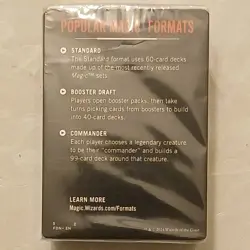 POPULAR MAGIC FORMATS
STANDARD
The Standard format uses 60-card decks
made up of the most recently released
Magic™ sets.
BOOSTER DRAFT
Players open booster packs, then take
turns picking cards from boosters to build
into 40-card decks.
COMMANDER
Each player chooses a legendary creature
to be their "commander" and builds a
99-card deck around that creature.
LEARN MORE
Magic.Wizards.com/Formats
FDN • EN